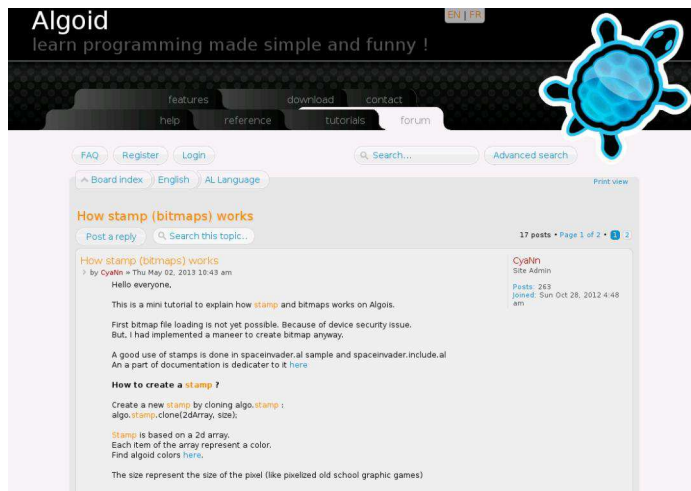 Algoid
EN | FR
learn programming made simple and funny !
features download contact
help reference tutorials forum
FAQ Register Login Search... Advanced search
Board index English AL Language Print view
How stamp (bitmaps) works
Post a reply Search this topic.. 17 posts • Page 1 of 2 • 1 2
How stamp (bitmaps) works
by CyaNn » Thu May 02, 2013 10:43 am
Hello everyone,
This is a mini tutorial to explain how stamp and bitmaps works on Algois.
First bitmap file loading is not yet possible. Because of device security issue.
But, I had implemented a maneer to create bitmap anyway.
A good use of stamps is done in spaceinvader.al sample and spaceinvader.include.al
An a part of documentation is dedicater to it here
How to create a stamp ?
Create a new stamp by cloning algo.stamp :
algo.stamp.clone(2dArray, size);
Stamp is based on a 2d array.
Each item of the array represent a color.
Find algoid colors here.
The size represent the size of the pixel (like pixelized old school graphic games)
CyaNn
Site Admin
Posts: 263
Joined: Sun Oct 28, 2012 4:48
am